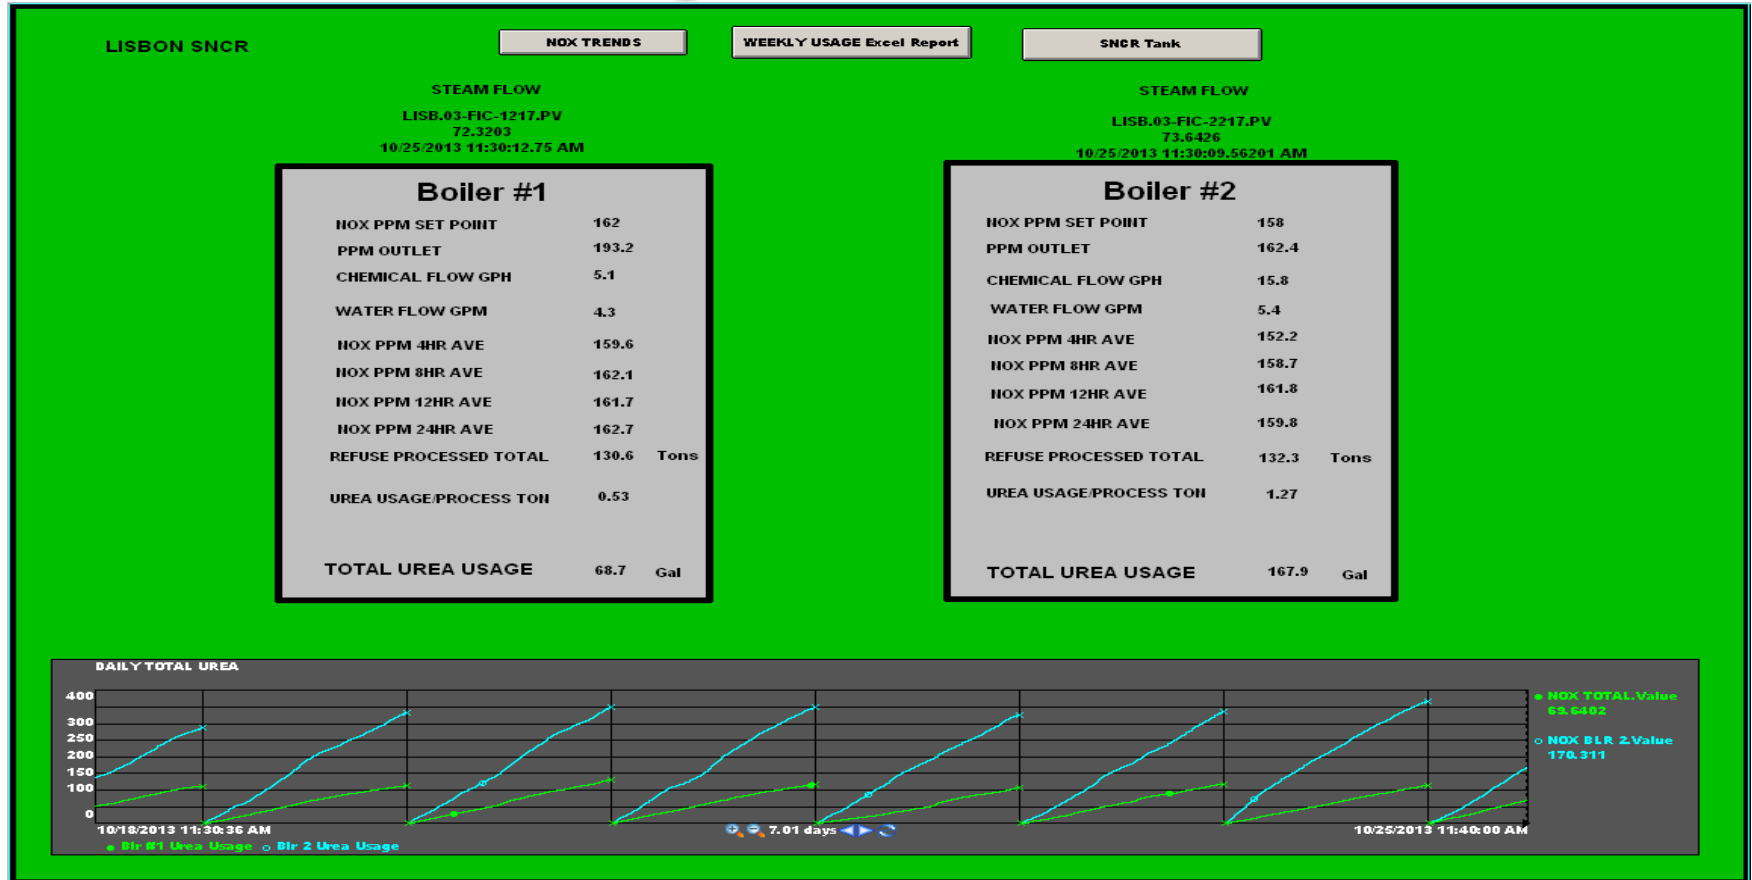 LISBON SNCR
NOX TRENDS
WEEKLY USAGE Excel Report
SNCR Tank
STEAM FLOW
LISB.03-FIC-1217.PV
72.3203
10/25/2013 11:30:12.75 AM
STEAM FLOW
LISB.03-FIC-2217.PV
73.6426
10/25/2013 11:30:09.56201 AM
Boiler #1
NOX PPM SET POINT 162
PPM OUTLET 193.2
CHEMICAL FLOW GPH 5.1
WATER FLOW GPM 4.3
NOX PPM 4HR AVE 159.6
NOX PPM 8HR AVE 162.1
NOX PPM 12HR AVE 161.7
NOX PPM 24HR AVE 162.7
REFUSE PROCESSED TOTAL 130.6 Tons
UREA USAGE/PROCESS TON 0.53
TOTAL UREA USAGE 68.7 Gal
Boiler #2
NOX PPM SET POINT 158
PPM OUTLET 162.4
CHEMICAL FLOW GPH 15.8
WATER FLOW GPM 5.4
NOX PPM 4HR AVE 152.2
NOX PPM 8HR AVE 158.7
NOX PPM 12HR AVE 161.8
NOX PPM 24HR AVE 159.8
REFUSE PROCESSED TOTAL 132.3 Tons
UREA USAGE/PROCESS TON 1.27
TOTAL UREA USAGE 167.9 Gal
DAILY TOTAL UREA
400
300
250
200
150
100
0
NOX TOTAL.Value
69.6402
NOX BLR 2.Value
170.311
10/18/2013 11:30:36 AM
7.01 days
10/25/2013 11:40:00 AM
Blr #1 Urea Usage
Blr 2 Urea Usage